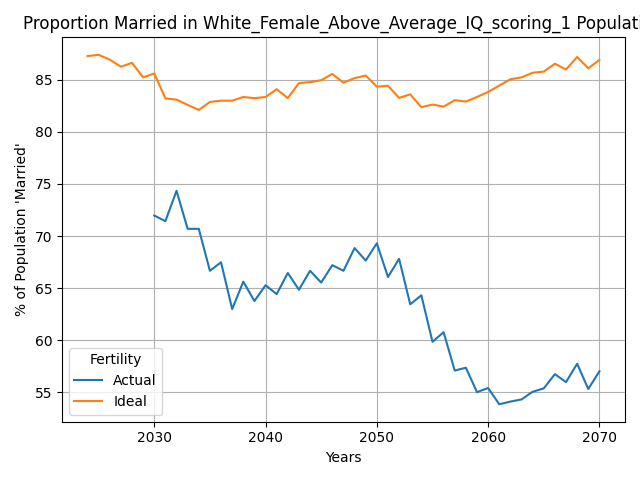 Proportion Married in White_Female_Above_Average_IQ_scoring_1 Populati
% of Population 'Married'
85
80
75
70
65
60
55
Fertility
Actual
Ideal
2030 2040 2050 2060 2070
Years